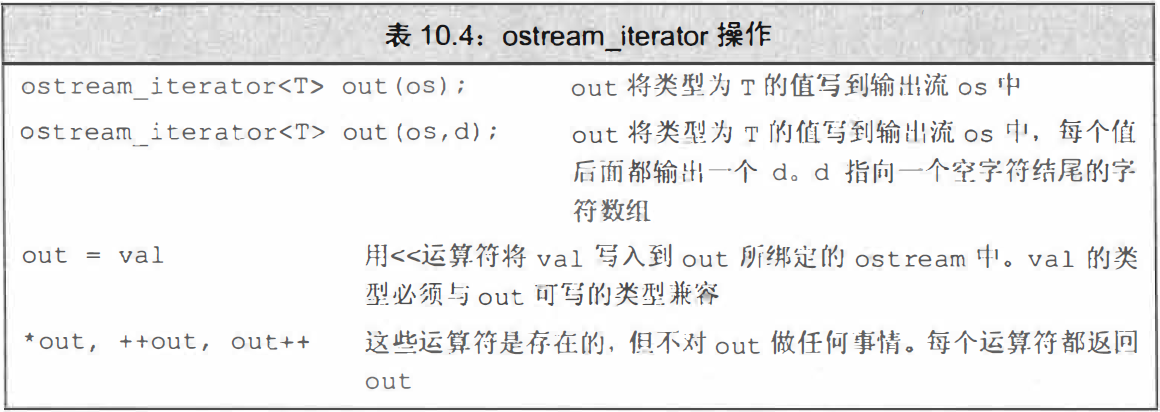 表 10.4：ostream_iterator 操作
ostream_iterator<T> out(os); out 将类型为 T 的值写到输出流 os 中
ostream_iterator<T> out(os,d); out 将类型为 T 的值写到输出流 os 中，每个值
后面都输出一个 d。d 指向一个空字符结尾的字
符数组
out = val 用<<运算符将 val 写入到 out 所绑定的 ostream 中。val 的类
型必须与 out 可写的类型兼容
*out, ++out, out++ 这些运算符是存在的，但不对 out 做任何事情。每个运算符都返回
out